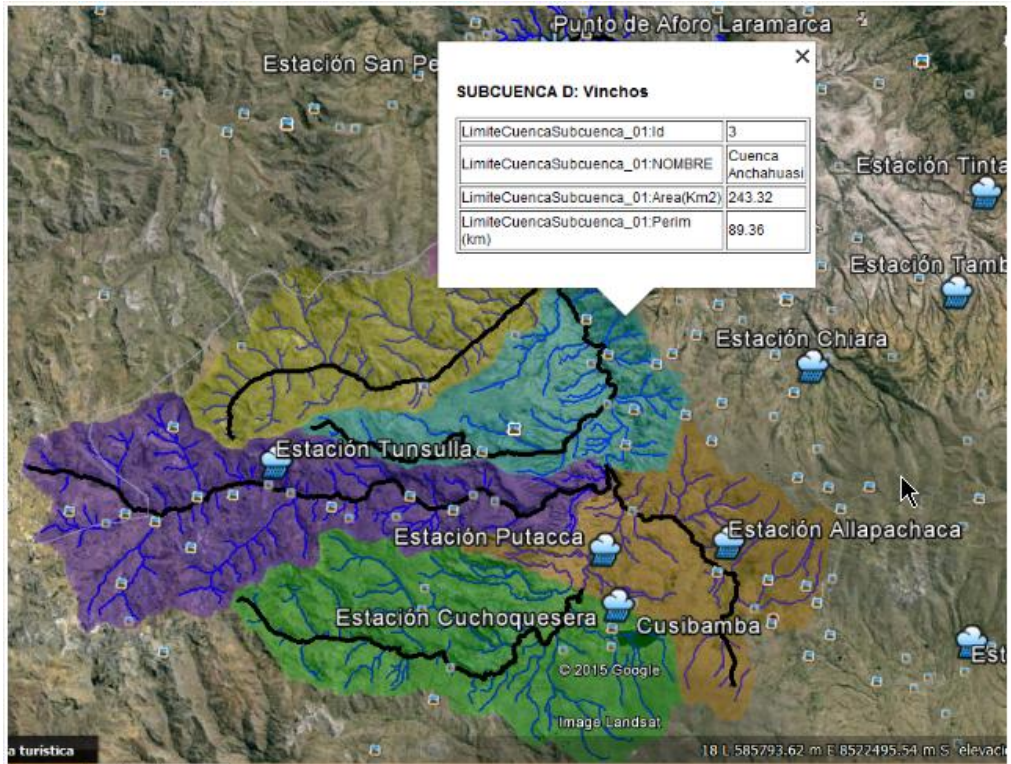 Punto de Aforo Laramarca
Estación San Pe
SUBCUENCA D: Vinchos
LimiteCuencaSubcuenca_01:Id 3
LimiteCuencaSubcuenca_01:NOMBRE Cuenca
Anchahuasi
LimiteCuencaSubcuenca_01:Area(Km2) 243.32
LimiteCuencaSubcuenca_01:Perim
(km) 89.36
Estación Tinta
Estación Tamb
Estación Chiara
Estación Tunsulla
Estación Putacca
Estación Allapachaca
Estación Cuchoquesera
Cusibamba
Est
© 2015 Google
Image Landsat
a turística
18 L 585793.62 m E 8522495.54 m S elevaci